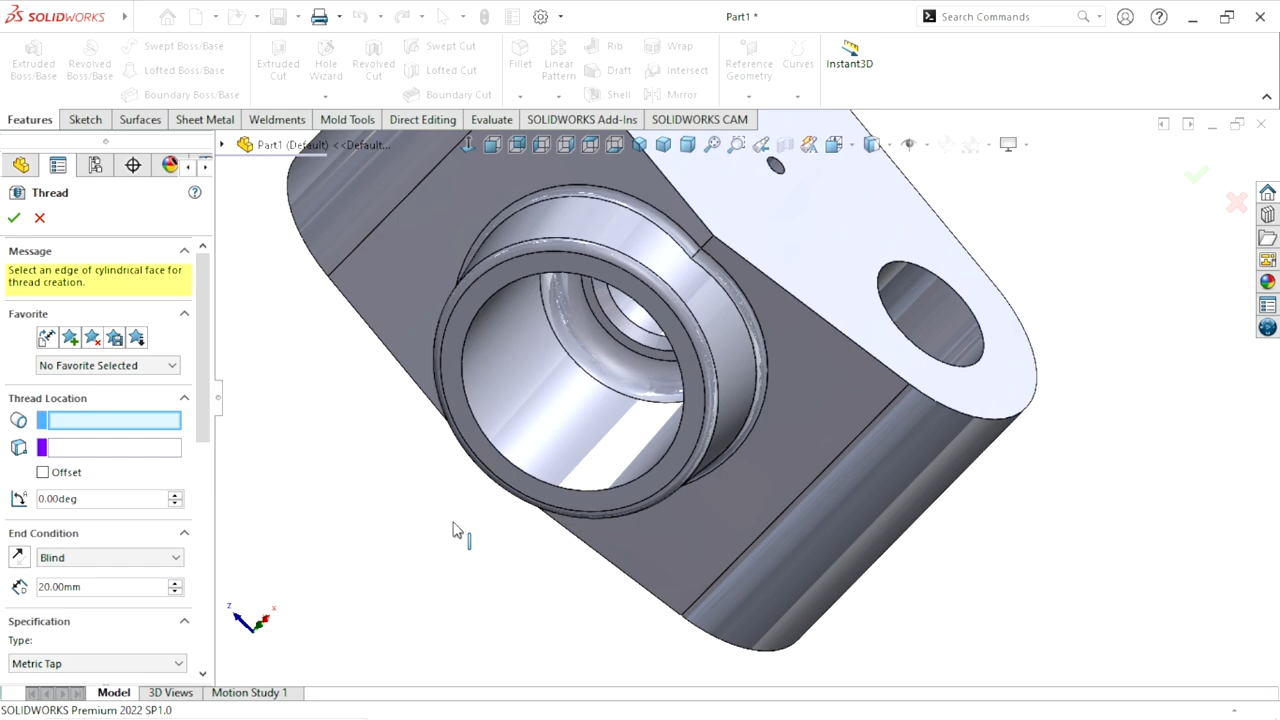 SOLIDWORKS
Part1 *
Search Commands
Extruded Boss/Base
Revolved Boss/Base
Swept Boss/Base
Lofted Boss/Base
Boundary Boss/Base
Extruded Cut
Hole Wizard
Revolved Cut
Swept Cut
Lofted Cut
Boundary Cut
Fillet
Linear Pattern
Rib
Draft
Shell
Wrap
Intersect
Mirror
Reference Geometry
Curves
Instant3D
Features
Sketch
Surfaces
Sheet Metal
Weldments
Mold Tools
Direct Editing
Evaluate
SOLIDWORKS Add-Ins
SOLIDWORKS CAM
Part1 (Default) <<Default...
Thread
Message
Select an edge of cylindrical face for
thread creation.
Favorite
No Favorite Selected
Thread Location
Offset
0.00deg
End Condition
Blind
20.00mm
Specification
Type:
Metric Tap
z
x
Model
3D Views
Motion Study 1
SOLIDWORKS Premium 2022 SP1.0